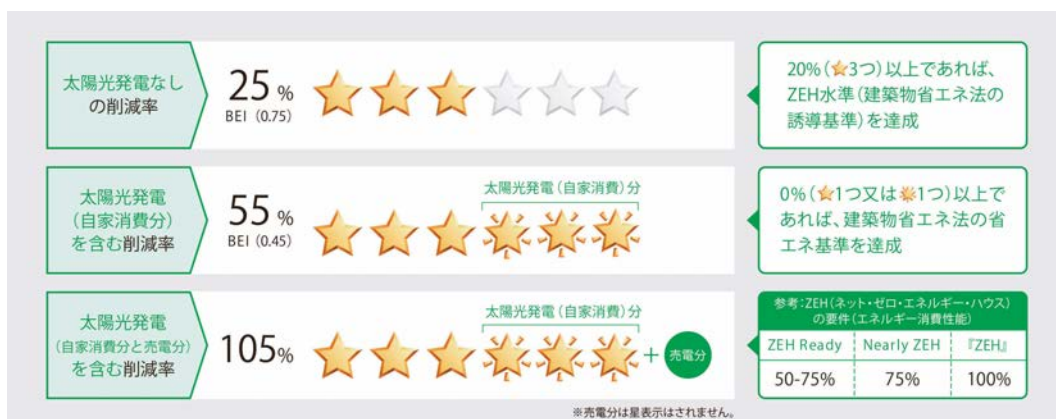 太陽光発電なし
の削減率
25 %
BEI (0.75)
20%(3つ)以上であれば、
ZEH水準(建築物省エネ法の
誘導基準)を達成
太陽光発電
(自家消費分)
を含む削減率
55 %
BEI (0.45)
太陽光発電(自家消費)分
0%(1つ又は1つ)以上で
あれば、建築物省エネ法の省
エネ基準を達成
太陽光発電
(自家消費分と売電分)
を含む削減率
105%
太陽光発電(自家消費)分
+ 売電分
※売電分は星表示はされません。
参考:ZEH(ネット・ゼロ・エネルギー・ハウス)
の要件(エネルギー消費性能)
ZEH Ready Nearly ZEH 『ZEH』
50-75% 75% 100%